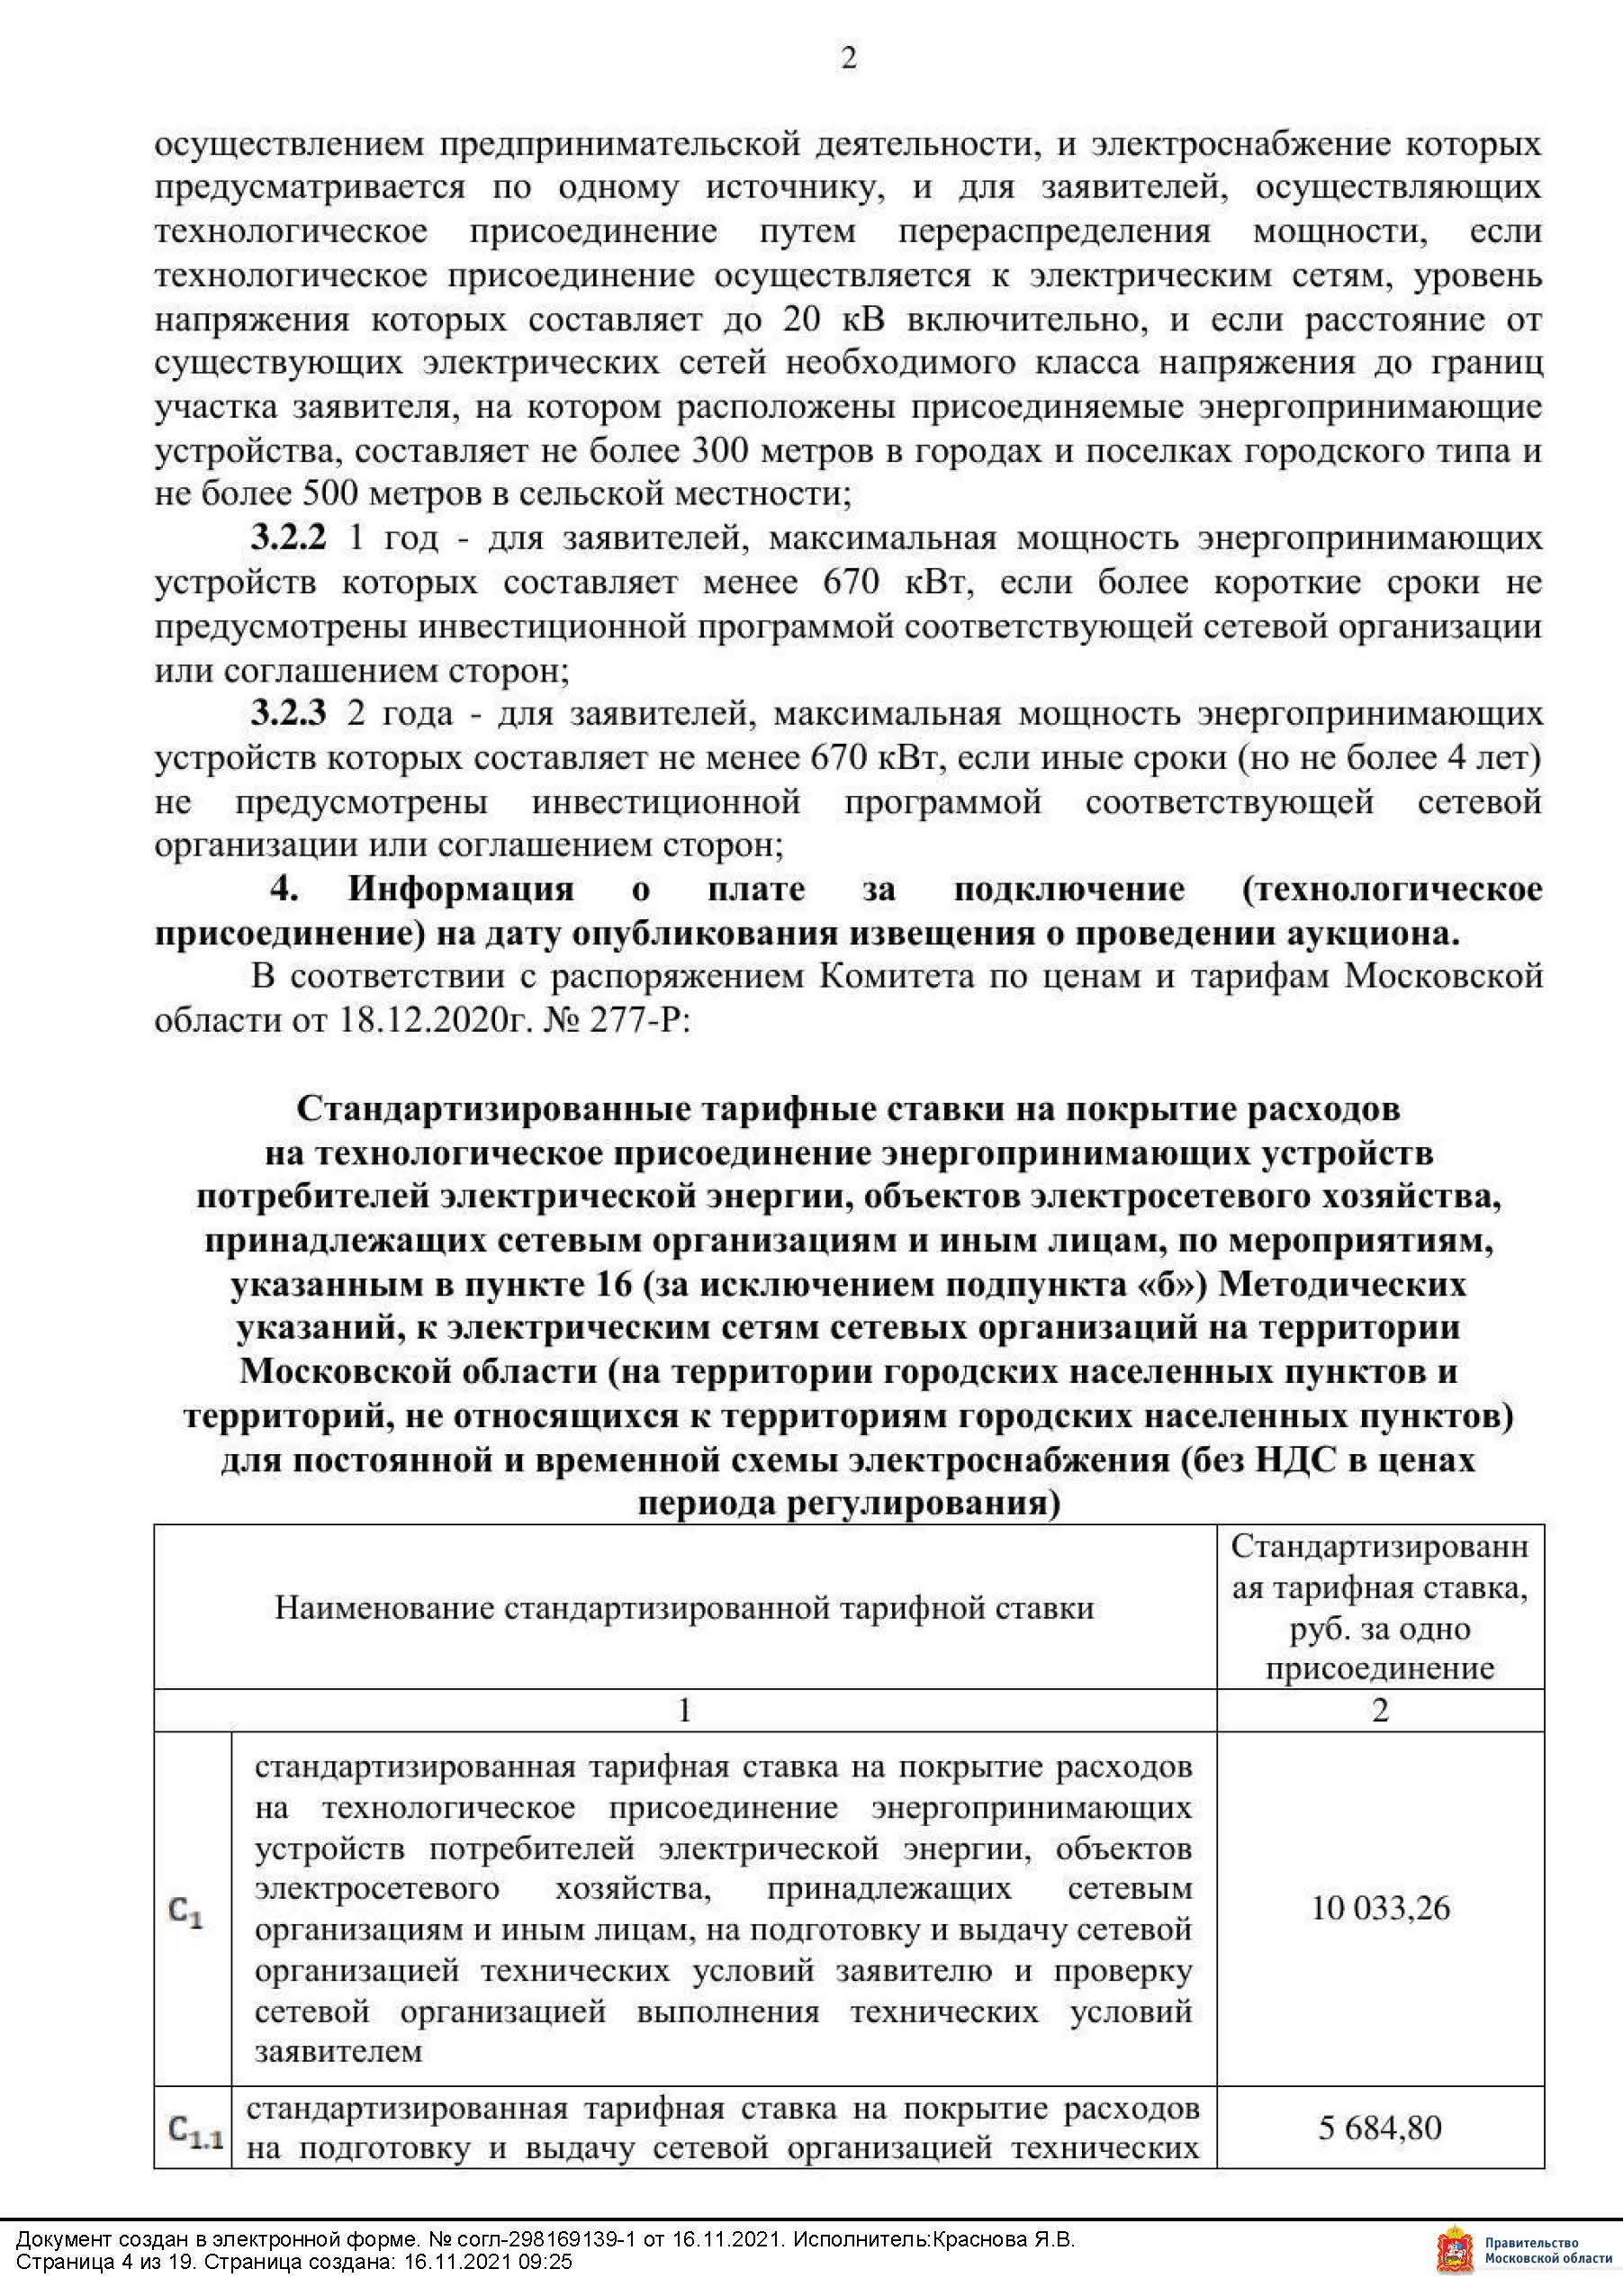 2
осуществлением предпринимательской деятельности, и электроснабжение которых
предусматривается по одному источнику, и для заявителей, осуществляющих
технологическое присоединение путем перераспределения мощности, если
технологическое присоединение осуществляется к электрическим сетям, уровень
напряжения которых составляет до 20 кВ включительно, и если расстояние от
существующих электрических сетей необходимого класса напряжения до границ
участка заявителя, на котором расположены присоединяемые энергопринимающие
устройства, составляет не более 300 метров в городах и поселках городского типа и
не более 500 метров в сельской местности;
3.2.2 1 год - для заявителей, максимальная мощность энергопринимающих
устройств которых составляет менее 670 кВт, если более короткие сроки не
предусмотрены инвестиционной программой соответствующей сетевой организации
или соглашением сторон;
3.2.3 2 года - для заявителей, максимальная мощность энергопринимающих
устройств которых составляет не менее 670 кВт, если иные сроки (но не более 4 лет)
не предусмотрены инвестиционной программой соответствующей сетевой
организации или соглашением сторон;
4. Информация о плате за подключение (технологическое
присоединение) на дату опубликования извещения о проведении аукциона.
В соответствии с распоряжением Комитета по ценам и тарифам Московской
области от 18.12.2020г. № 277-Р:
Стандартизированные тарифные ставки на покрытие расходов
на технологическое присоединение энергопринимающих устройств
потребителей электрической энергии, объектов электросетевого хозяйства,
принадлежащих сетевым организациям и иным лицам, по мероприятиям,
указанным в пункте 16 (за исключением подпункта «б») Методических
указаний, к электрическим сетям сетевых организаций на территории
Московской области (на территории городских населенных пунктов и
территорий, не относящихся к территориям городских населенных пунктов)
для постоянной и временной схемы электроснабжения (без НДС в ценах
периода регулирования)
Наименование стандартизированной тарифной ставки
Стандартизированн
ая тарифная ставка,
руб. за одно
присоединение
1
2
С1
стандартизированная тарифная ставка на покрытие расходов
на технологическое присоединение энергопринимающих
устройств потребителей электрической энергии, объектов
электросетевого хозяйства, принадлежащих сетевым
организациям и иным лицам, на подготовку и выдачу сетевой
организацией технических условий заявителю и проверку
сетевой организацией выполнения технических условий
заявителем
10 033,26
С1.1
стандартизированная тарифная ставка на покрытие расходов
на подготовку и выдачу сетевой организацией технических
5 684,80
Документ создан в электронной форме. № согл-298169139-1 от 16.11.2021. Исполнитель:Краснова Я.В.
Страница 4 из 19. Страница создана: 16.11.2021 09:25
Правительство
Московской области